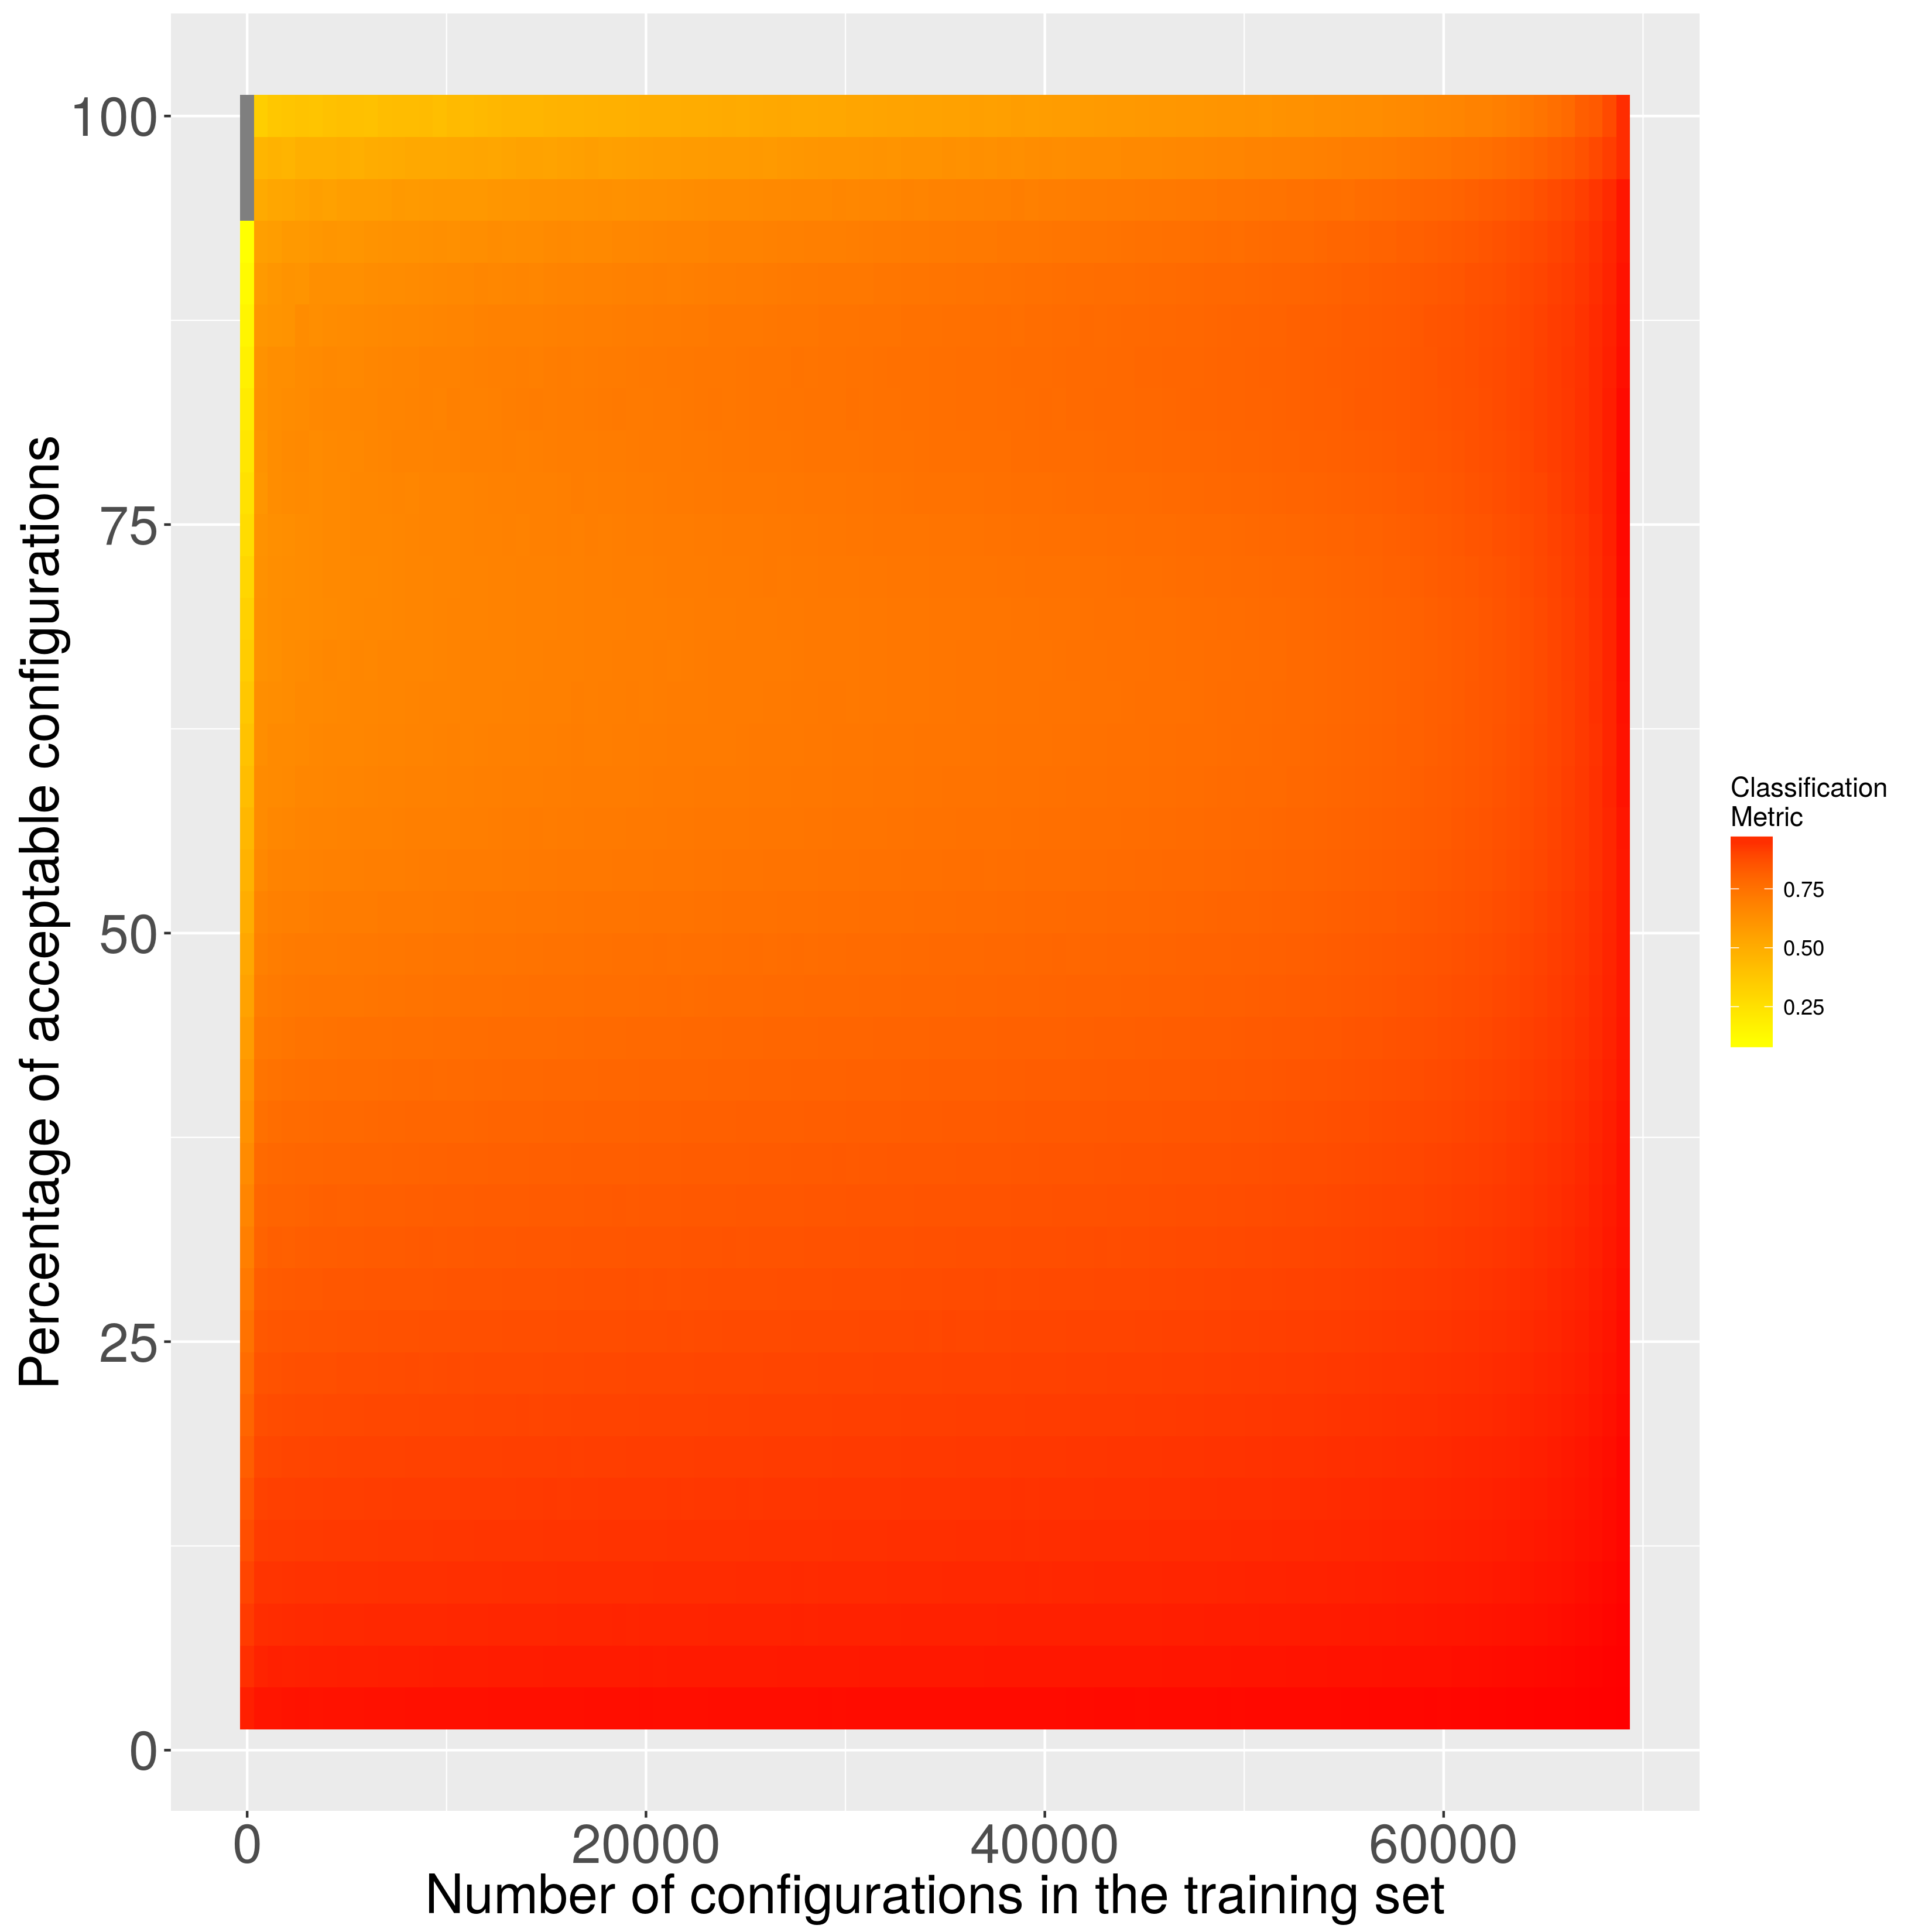 100
75
50
25
0
Percentage of acceptable configurations
0 20000 40000 60000
Number of configurations in the training set
Classification
Metric
0.75
0.50
0.25